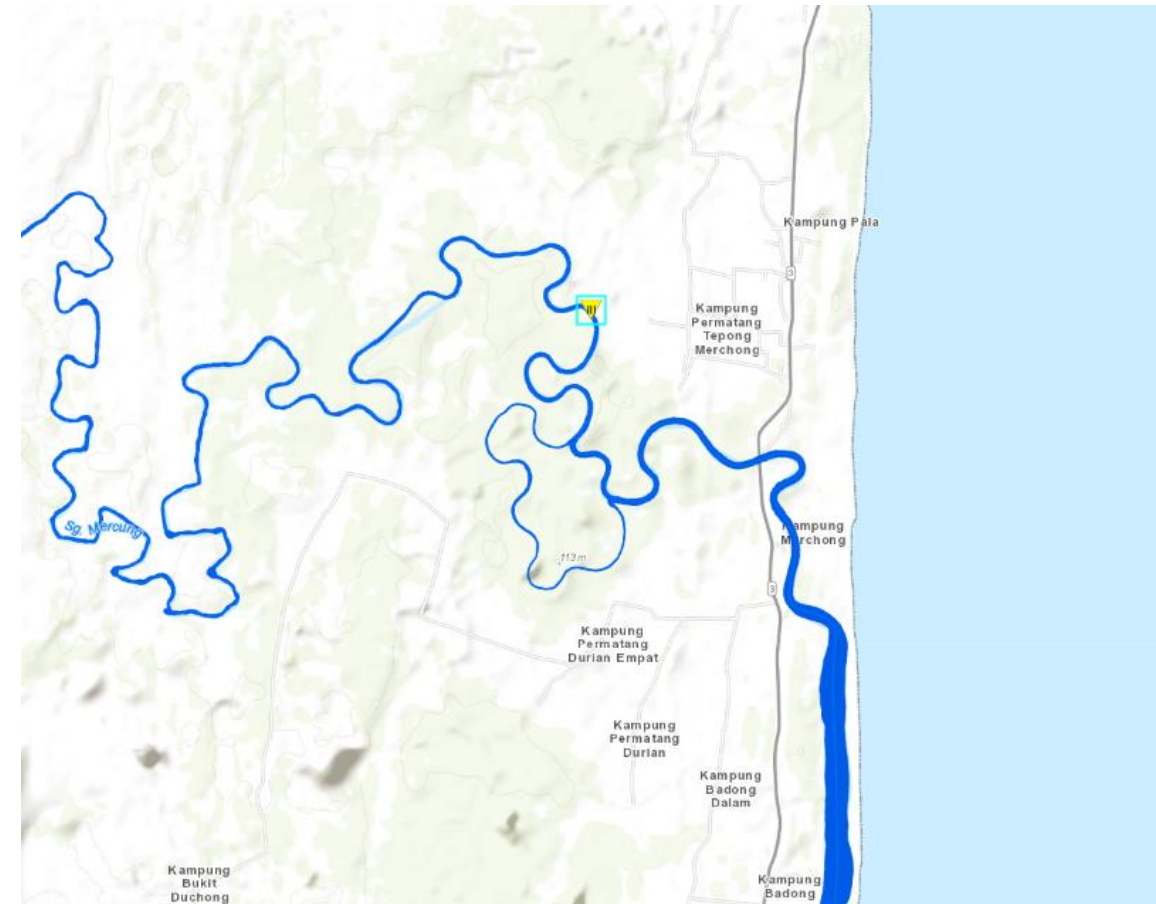 Kampung Pala
3
Kampung
Permatang
Tepong
Merchong
Sg. Mercung
Kampung
Merchong
113 m
3
Kampung
Permatang
Durian Empat
Kampung
Permatang
Durian
Kampung
Badong
Dalam
Kampung
Bukit
Duchong
Kampung
Badong